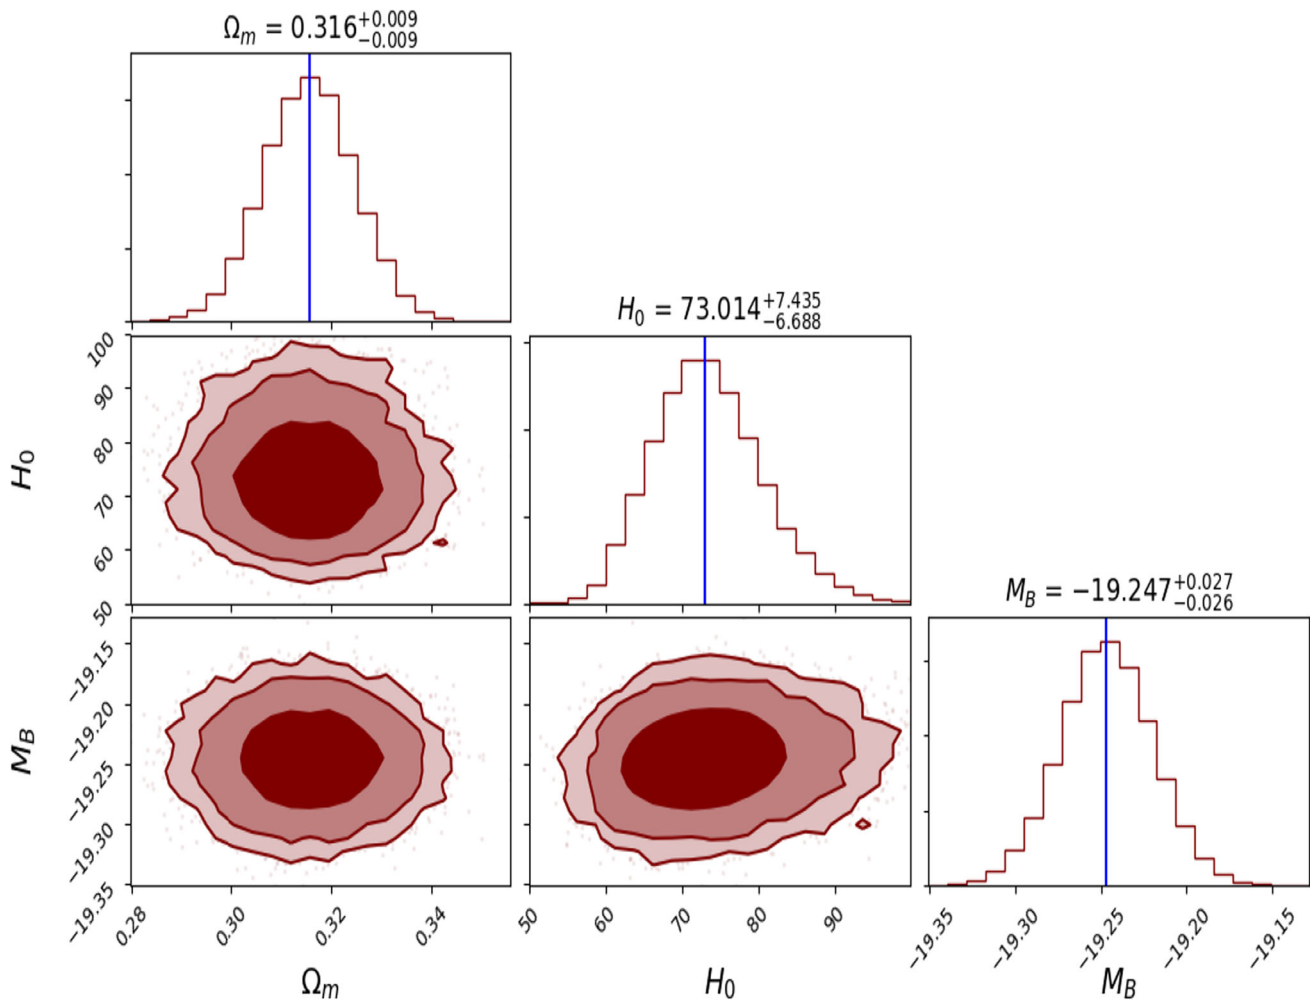 Ωₘ = 0.316^{+0.009}_{−0.009}
100
90
80
70
60
50
H₀
H₀ = 73.014^{+7.435}_{−6.688}
−19.15
−19.20
−19.25
−19.30
−19.35
M_B
M_B = −19.247^{+0.027}_{−0.026}
0.28 0.30 0.32 0.34
Ωₘ
50 60 70 80 90
H₀
−19.35 −19.30 −19.25 −19.20 −19.15
M_B